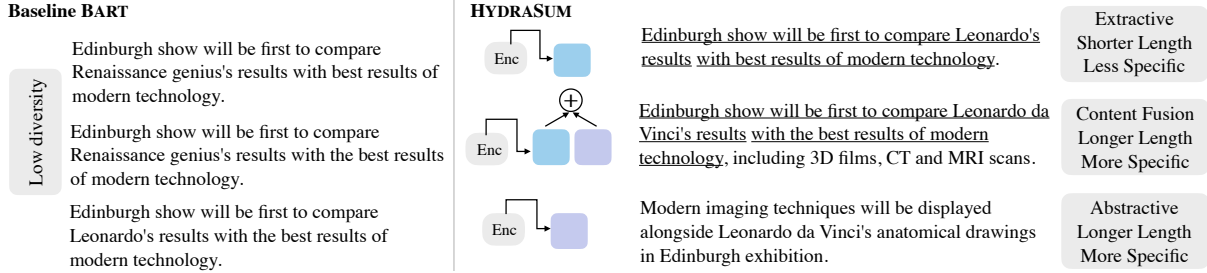 Baseline BART
Low diversity
Edinburgh show will be first to compare
Renaissance genius's results with best results of
modern technology.
Edinburgh show will be first to compare
Renaissance genius's results with the best results
of modern technology.
Edinburgh show will be first to compare
Leonardo's results with the best results of
modern technology.
HYDRASUM
Enc
Edinburgh show will be first to compare Leonardo's
results with best results of modern technology.
Extractive
Shorter Length
Less Specific
+
Enc
Edinburgh show will be first to compare Leonardo da
Vinci's results with the best results of modern
technology, including 3D films, CT and MRI scans.
Content Fusion
Longer Length
More Specific
Enc
Modern imaging techniques will be displayed
alongside Leonardo da Vinci's anatomical drawings
in Edinburgh exhibition.
Abstractive
Longer Length
More Specific